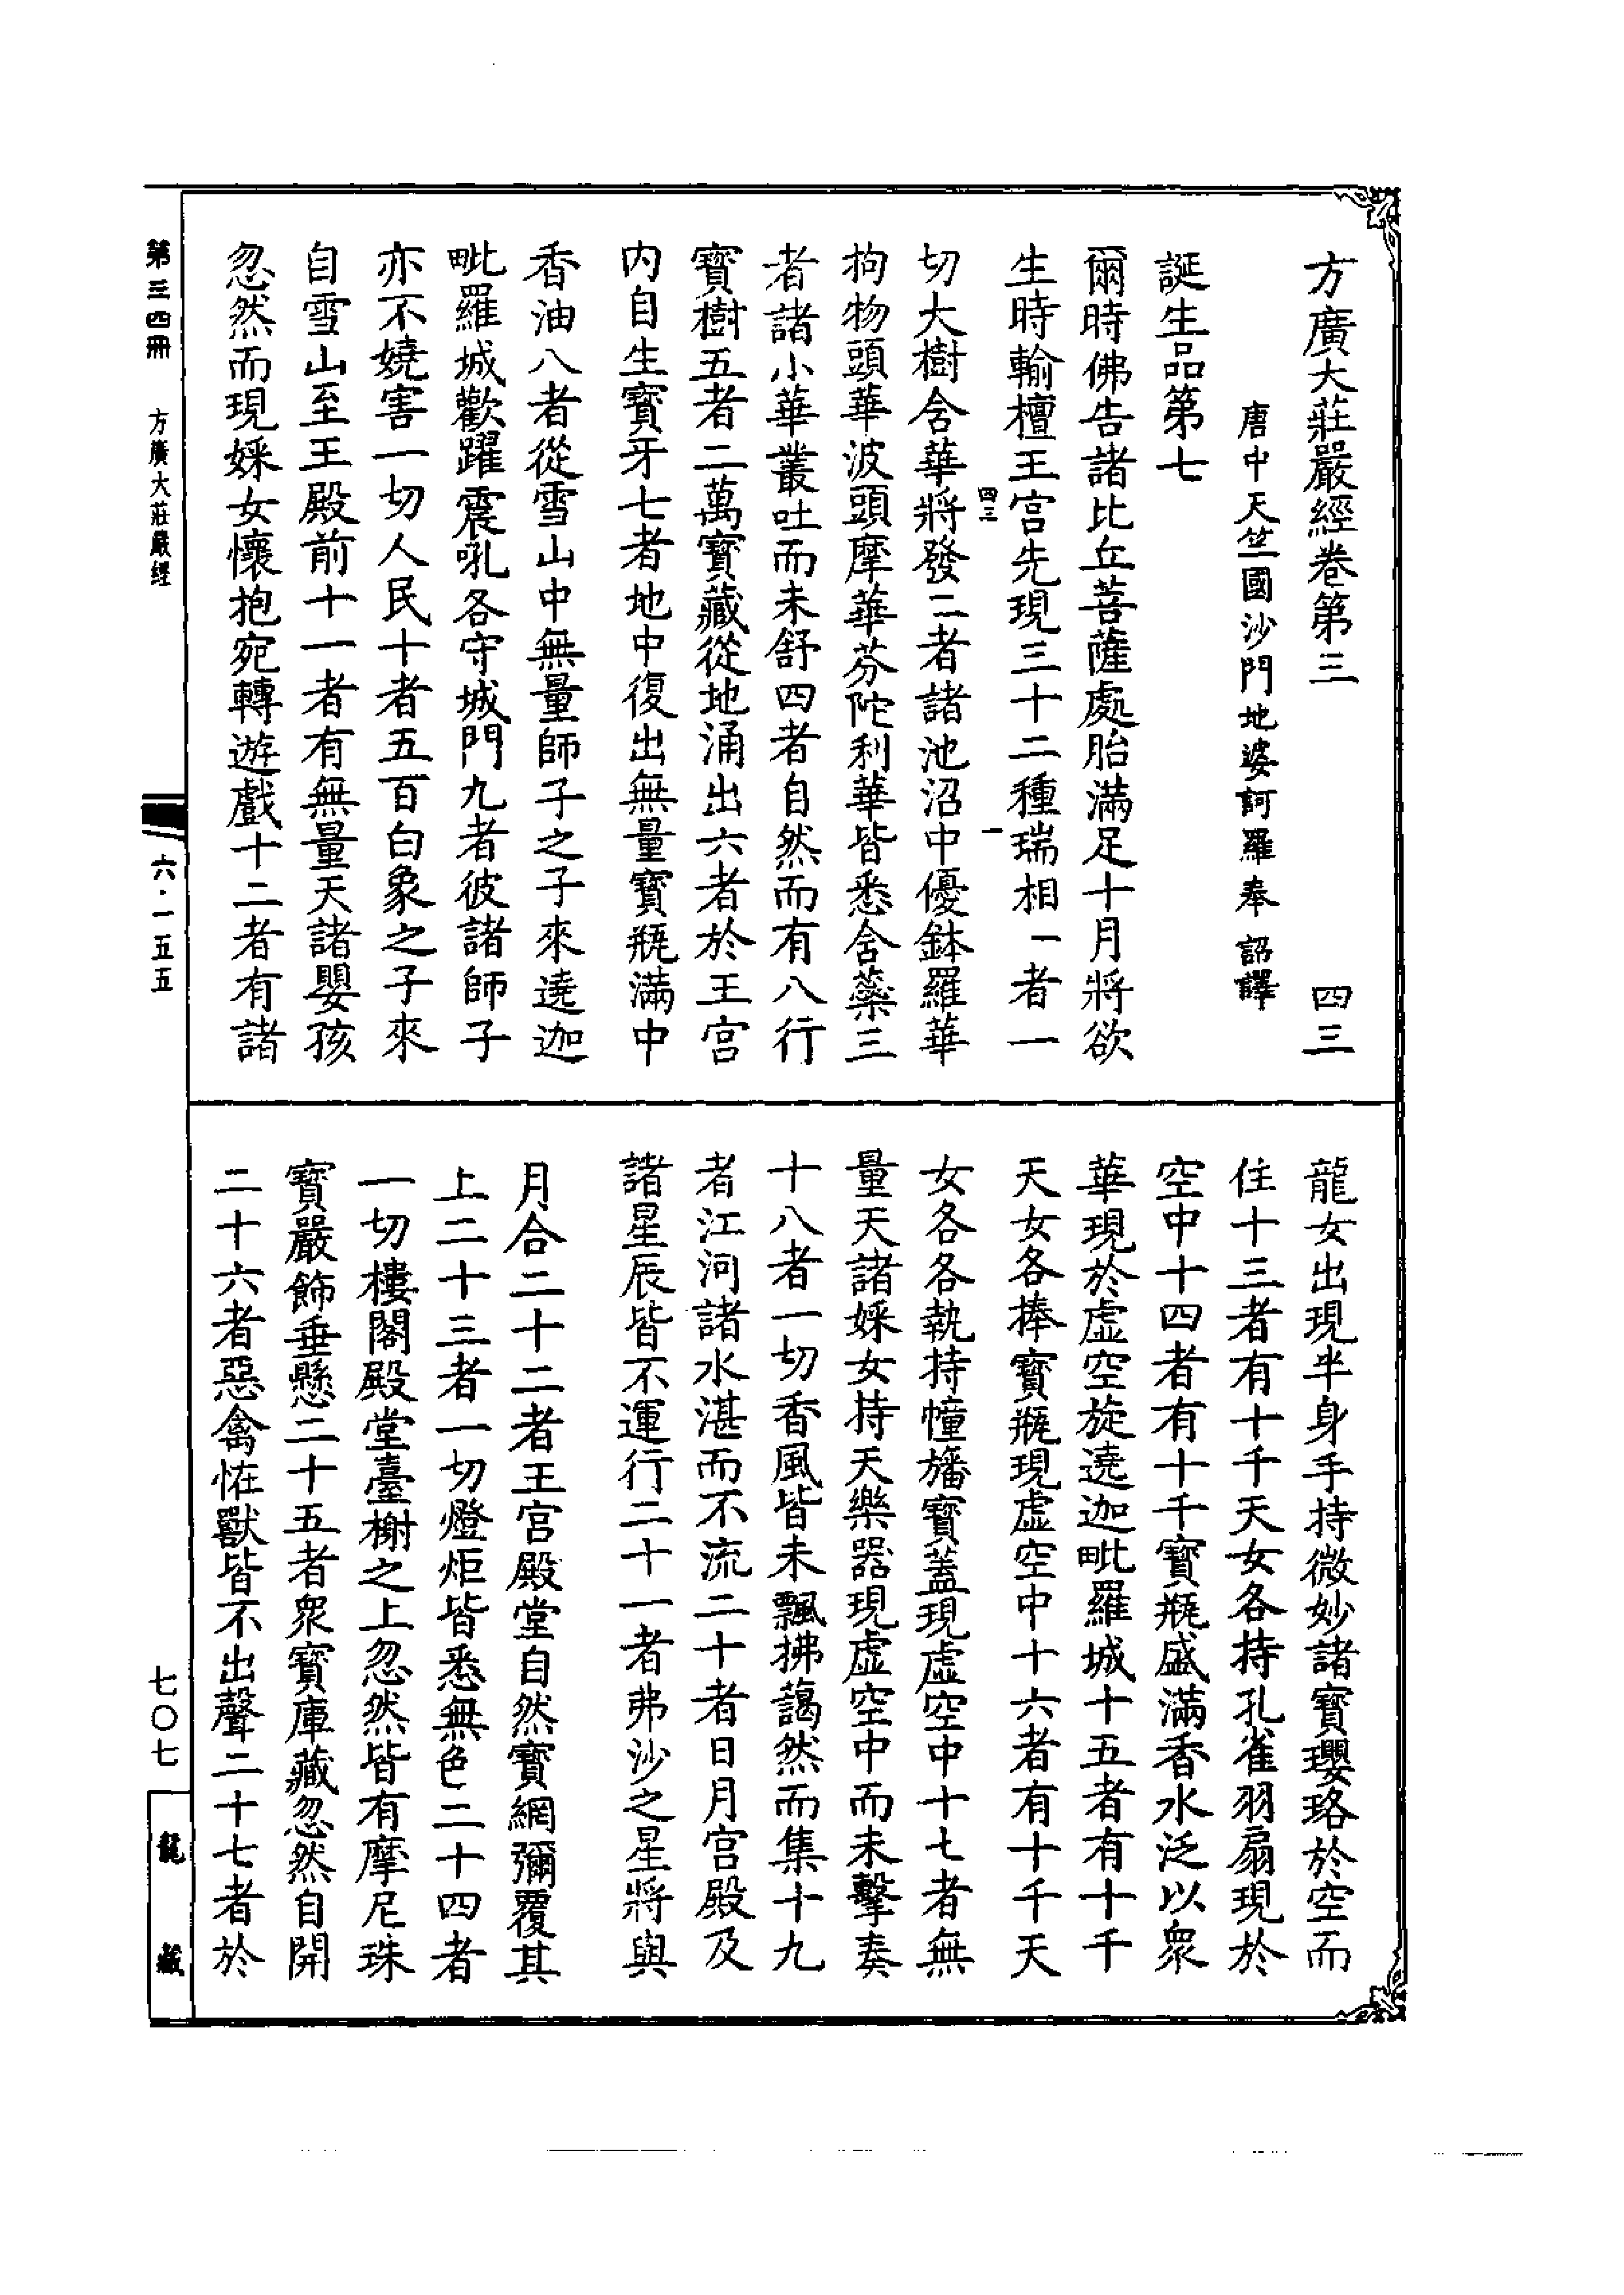 方廣大莊嚴經卷第三　四三
唐中天竺國沙門地婆訶羅奉詔譯
誕生品第七
爾時佛告諸比丘菩薩處胎滿足十月將欲
生時輸檀王宮先現三十二種瑞相一者一
四三　一
切大樹含華將發二者諸池沼中優鉢羅華
拘物頭華波頭摩華芬陀利華皆悉含蘂三
者諸小華叢吐而未舒四者自然而有八行
寶樹五者二萬寶藏從地涌出六者於王宮
内自生寶牙七者地中復出無量寶瓶滿中
香油八者從雪山中無量師子之子來遶迦
毗羅城歡躍震吼各守城門九者彼諸師子
亦不嬈害一切人民十者五百白象之子來
自雪山至王殿前十一者有無量天諸嬰孩
忽然而現婇女懷抱宛轉遊戲十二者有諸
龍女出現半身手持微妙諸寶瓔珞於空而
住十三者有十千天女各持孔雀羽扇現於
空中十四者有十千寶瓶盛滿香水泛以衆
華現於虛空旋遶迦毗羅城十五者有十千
天女各捧寶瓶現虛空中十六者有十千天
女各各執持幢旛寶蓋現虛空中十七者無
量天諸婇女持天樂器現虛空中而未擊奏
十八者一切香風皆未飄拂藹然而集十九
者江河諸水湛而不流二十者日月宮殿及
諸星辰皆不運行二十一者弗沙之星將與
月合二十二者王宮殿堂自然寶網彌覆其
上二十三者一切燈炬皆悉無色二十四者
一切樓閣殿堂臺榭之上忽然皆有摩尼珠
寶嚴飾垂懸二十五者衆寶庫藏忽然自開
二十六者惡禽恠獸皆不出聲二十七者於
第三四冊　方廣大莊嚴經　六·一五五　七〇七　龍藏